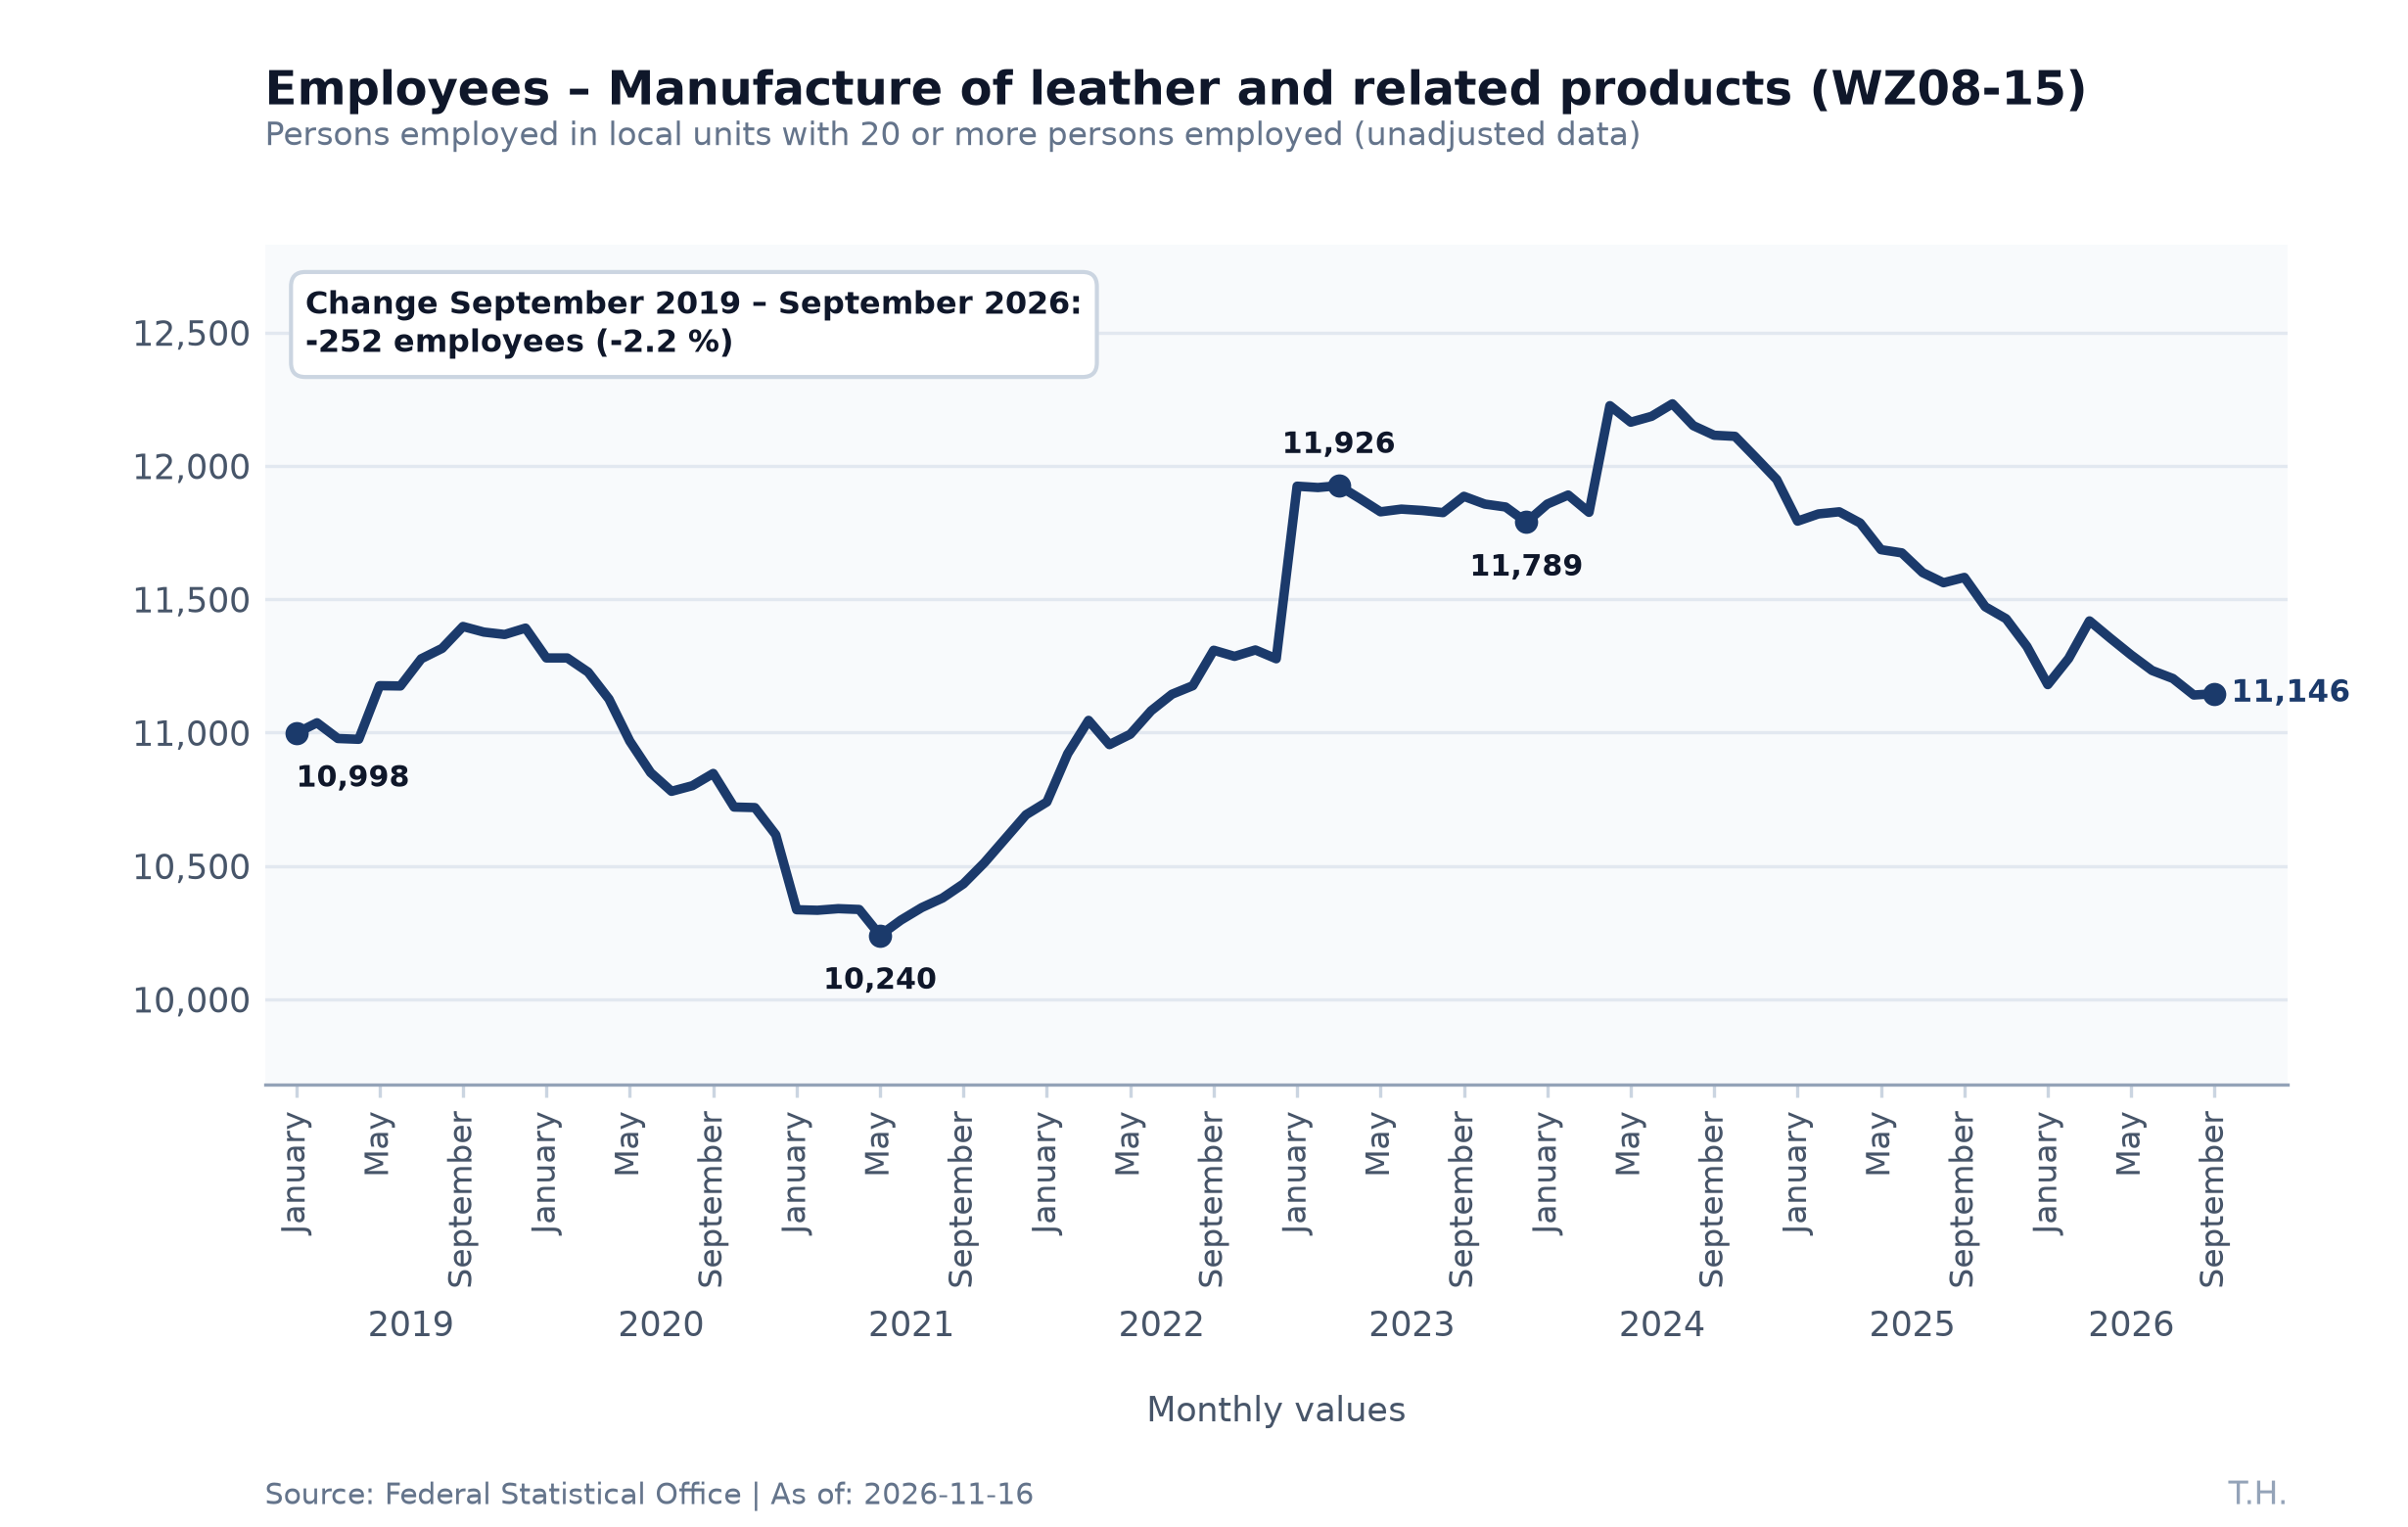 Employees – Manufacture of leather and related products (WZ08-15)
Persons employed in local units with 20 or more persons employed (unadjusted data)
Change September 2019 – September 2026:
-252 employees (-2.2 %)
12,500
12,000
11,500
11,000
10,500
10,000
10,998
10,240
11,926
11,789
11,146
January
May
September
January
May
September
January
May
September
January
May
September
January
May
September
January
May
September
January
May
September
January
May
September
2019
2020
2021
2022
2023
2024
2025
2026
Monthly values
Source: Federal Statistical Office | As of: 2026-11-16
T.H.